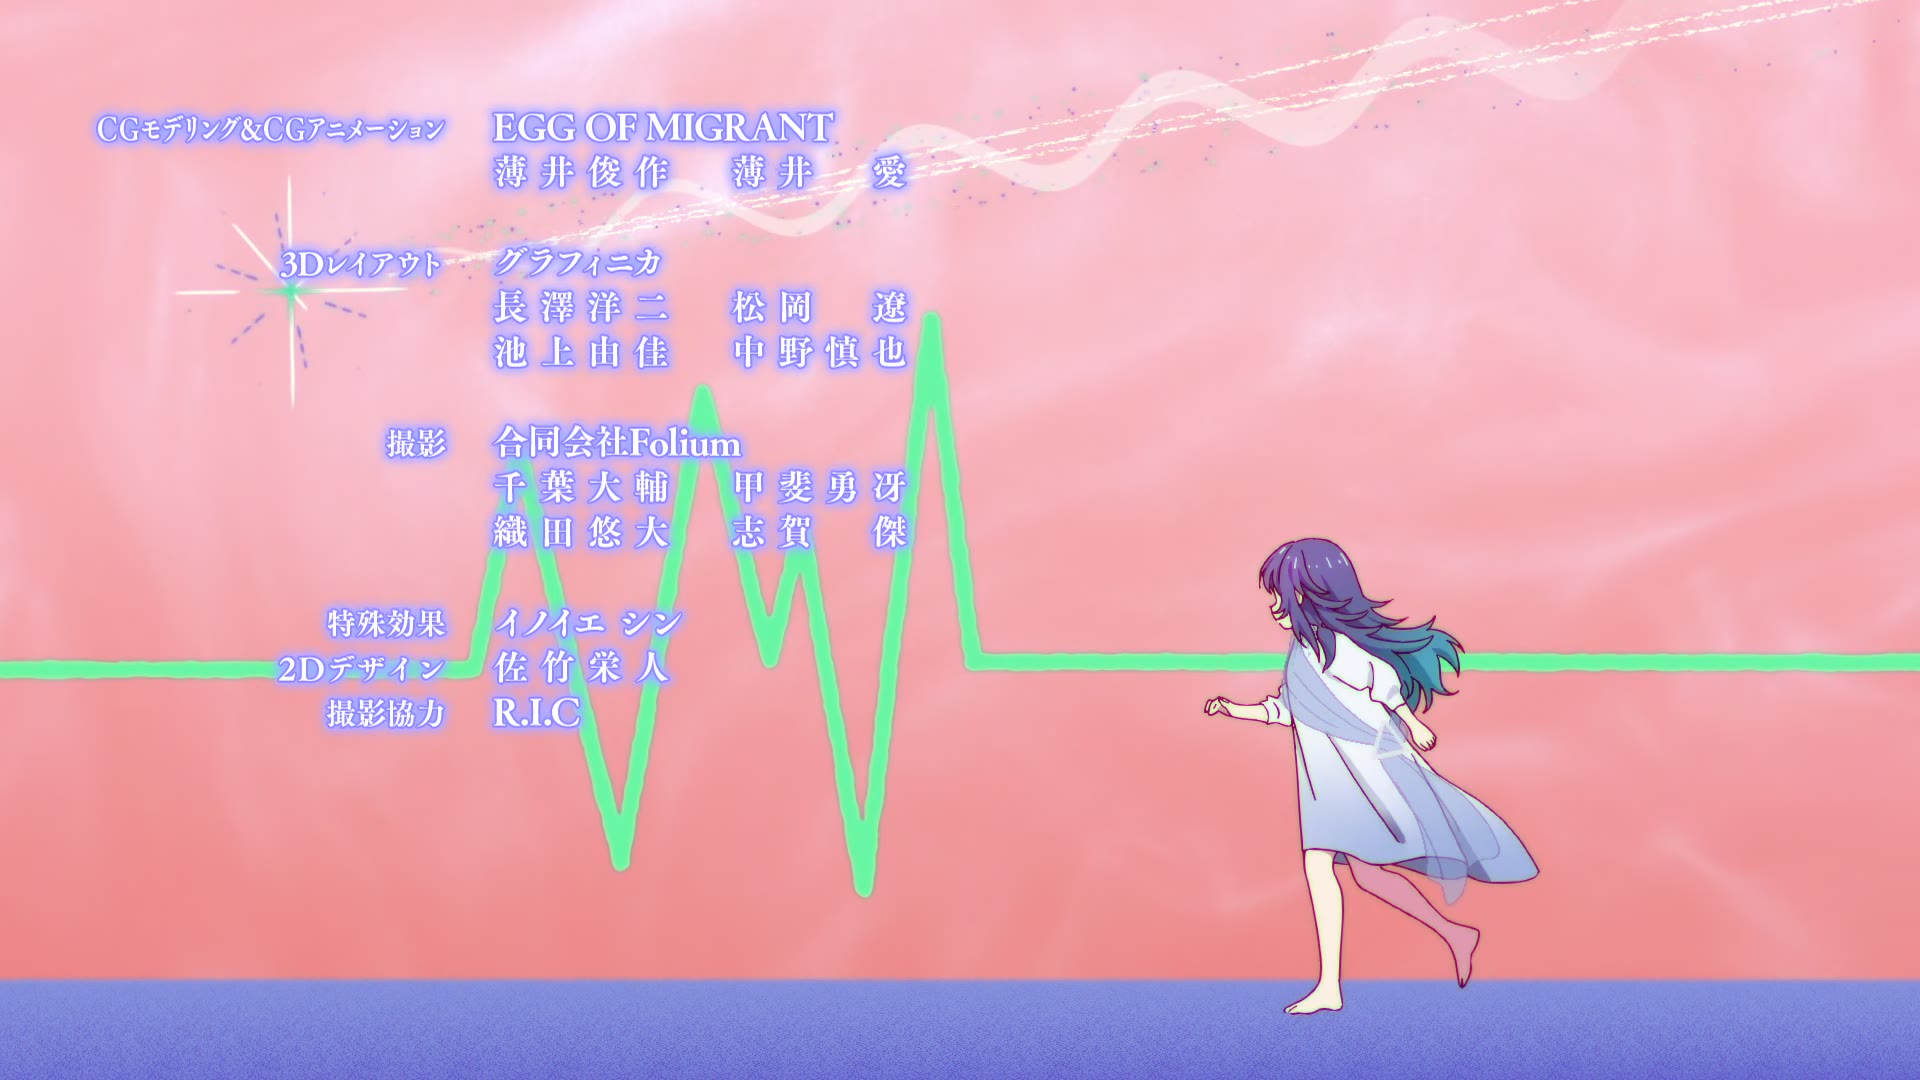 CGモデリング&CGアニメーション EGG OF MIGRANT
薄井俊作 薄井 愛
3Dレイアウト グラフィニカ
長澤洋二 松岡 遼
池上由佳 中野慎也
撮影 合同会社Folium
千葉大輔 甲斐勇冴
織田悠大 志賀 傑
特殊効果 イノイエ シン
2Dデザイン 佐竹栄人
撮影協力 R.I.C